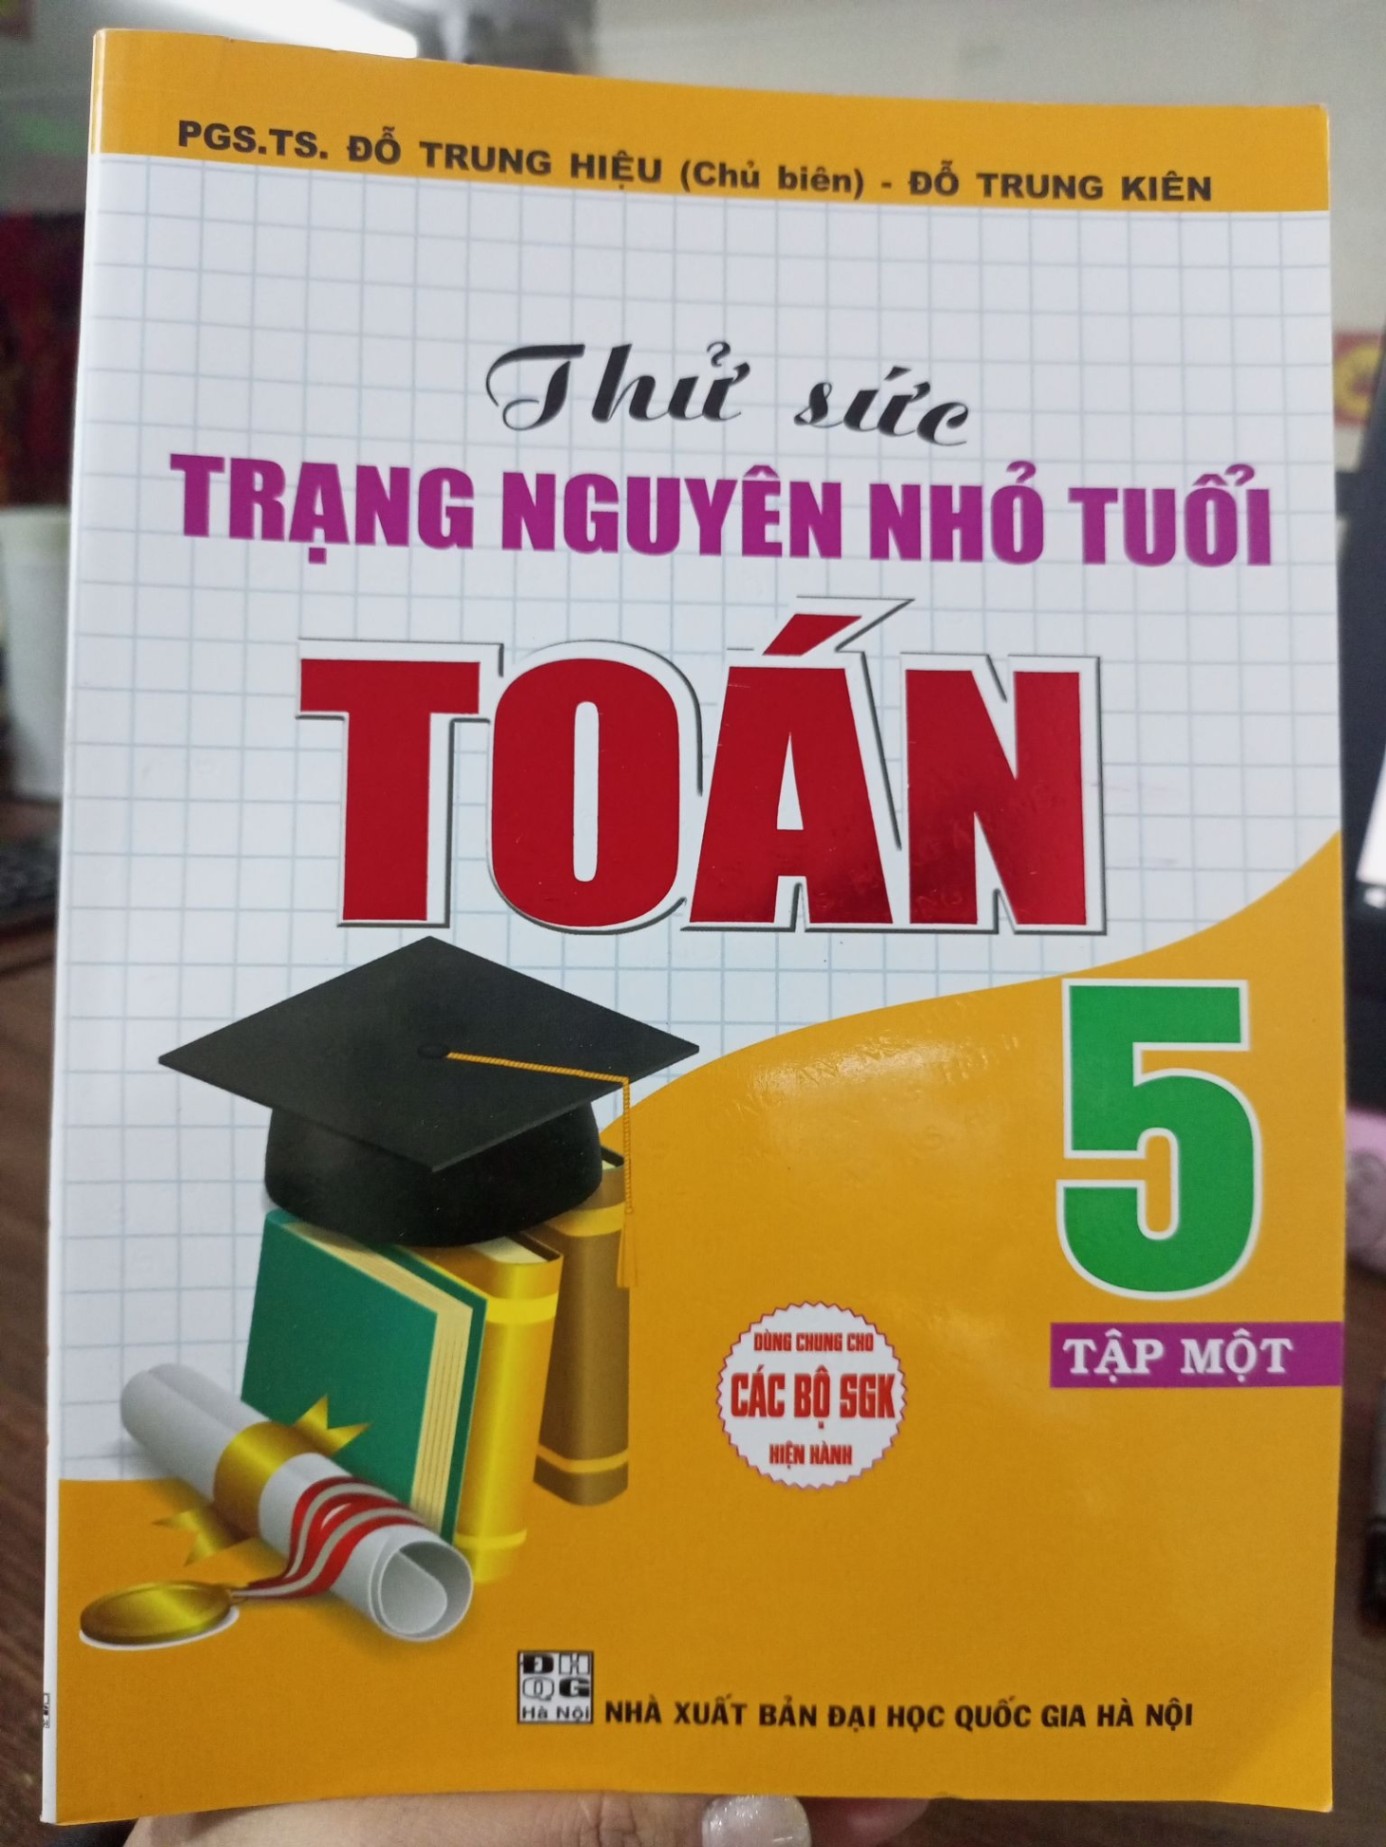 PGS.TS. ĐỖ TRUNG HIỆU (Chủ biên) - ĐỖ TRUNG KIÊN
Thử sức
TRẠNG NGUYÊN NHỎ TUỔI
TOÁN
5
TẬP MỘT
DÙNG CHUNG CHO
CÁC BỘ SGK
HIỆN HÀNH
ĐH
QG
Hà Nội
NHÀ XUẤT BẢN ĐẠI HỌC QUỐC GIA HÀ NỘI